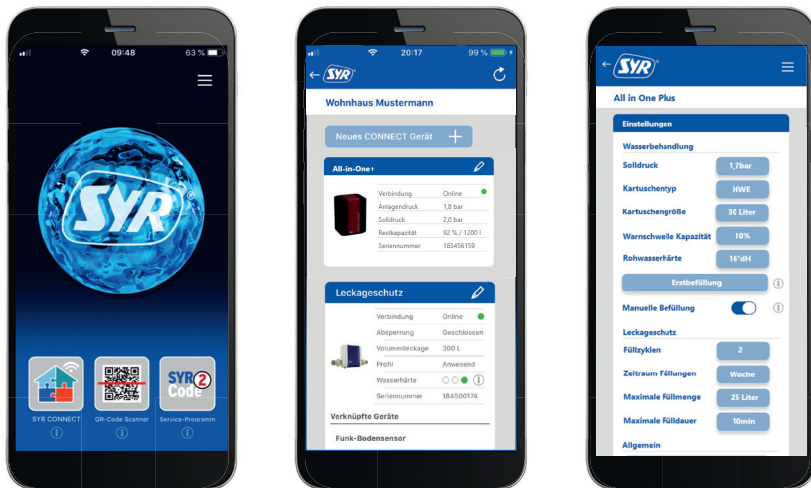 09:48
63 %
SYR®
SYR CONNECT
QR-Code Scanner
SYR 2
Code
Service-Programm
20:17
99 %
SYR®
Wohnhaus Mustermann
Neues CONNECT Gerät
All-in-One+
Verbindung Online
Anlagendruck 1,8 bar
Solldruck 2,0 bar
Restkapazität 92 % / 1200 l
Seriennummer 183456159
Leckageschutz
Verbindung Online
Absperrung Geschlossen
Volumenleckage 300 L
Profil Anwesend
Wasserhärte
Seriennummer 184500174
Verknüpfte Geräte
Funk-Bodensensor
SYR®
All in One Plus
Einstellungen
Wasserbehandlung
Solldruck 1,7bar
Kartuschentyp HWE
Kartuschengröße 30 Liter
Warnschwelle Kapazität 10%
Rohwasserhärte 16°dH
Erstbefüllung
Manuelle Befüllung
Leckageschutz
Füllzyklen 2
Zeitraum Füllungen Woche
Maximale Füllmenge 25 Liter
Maximale Fülldauer 10min
Allgemein